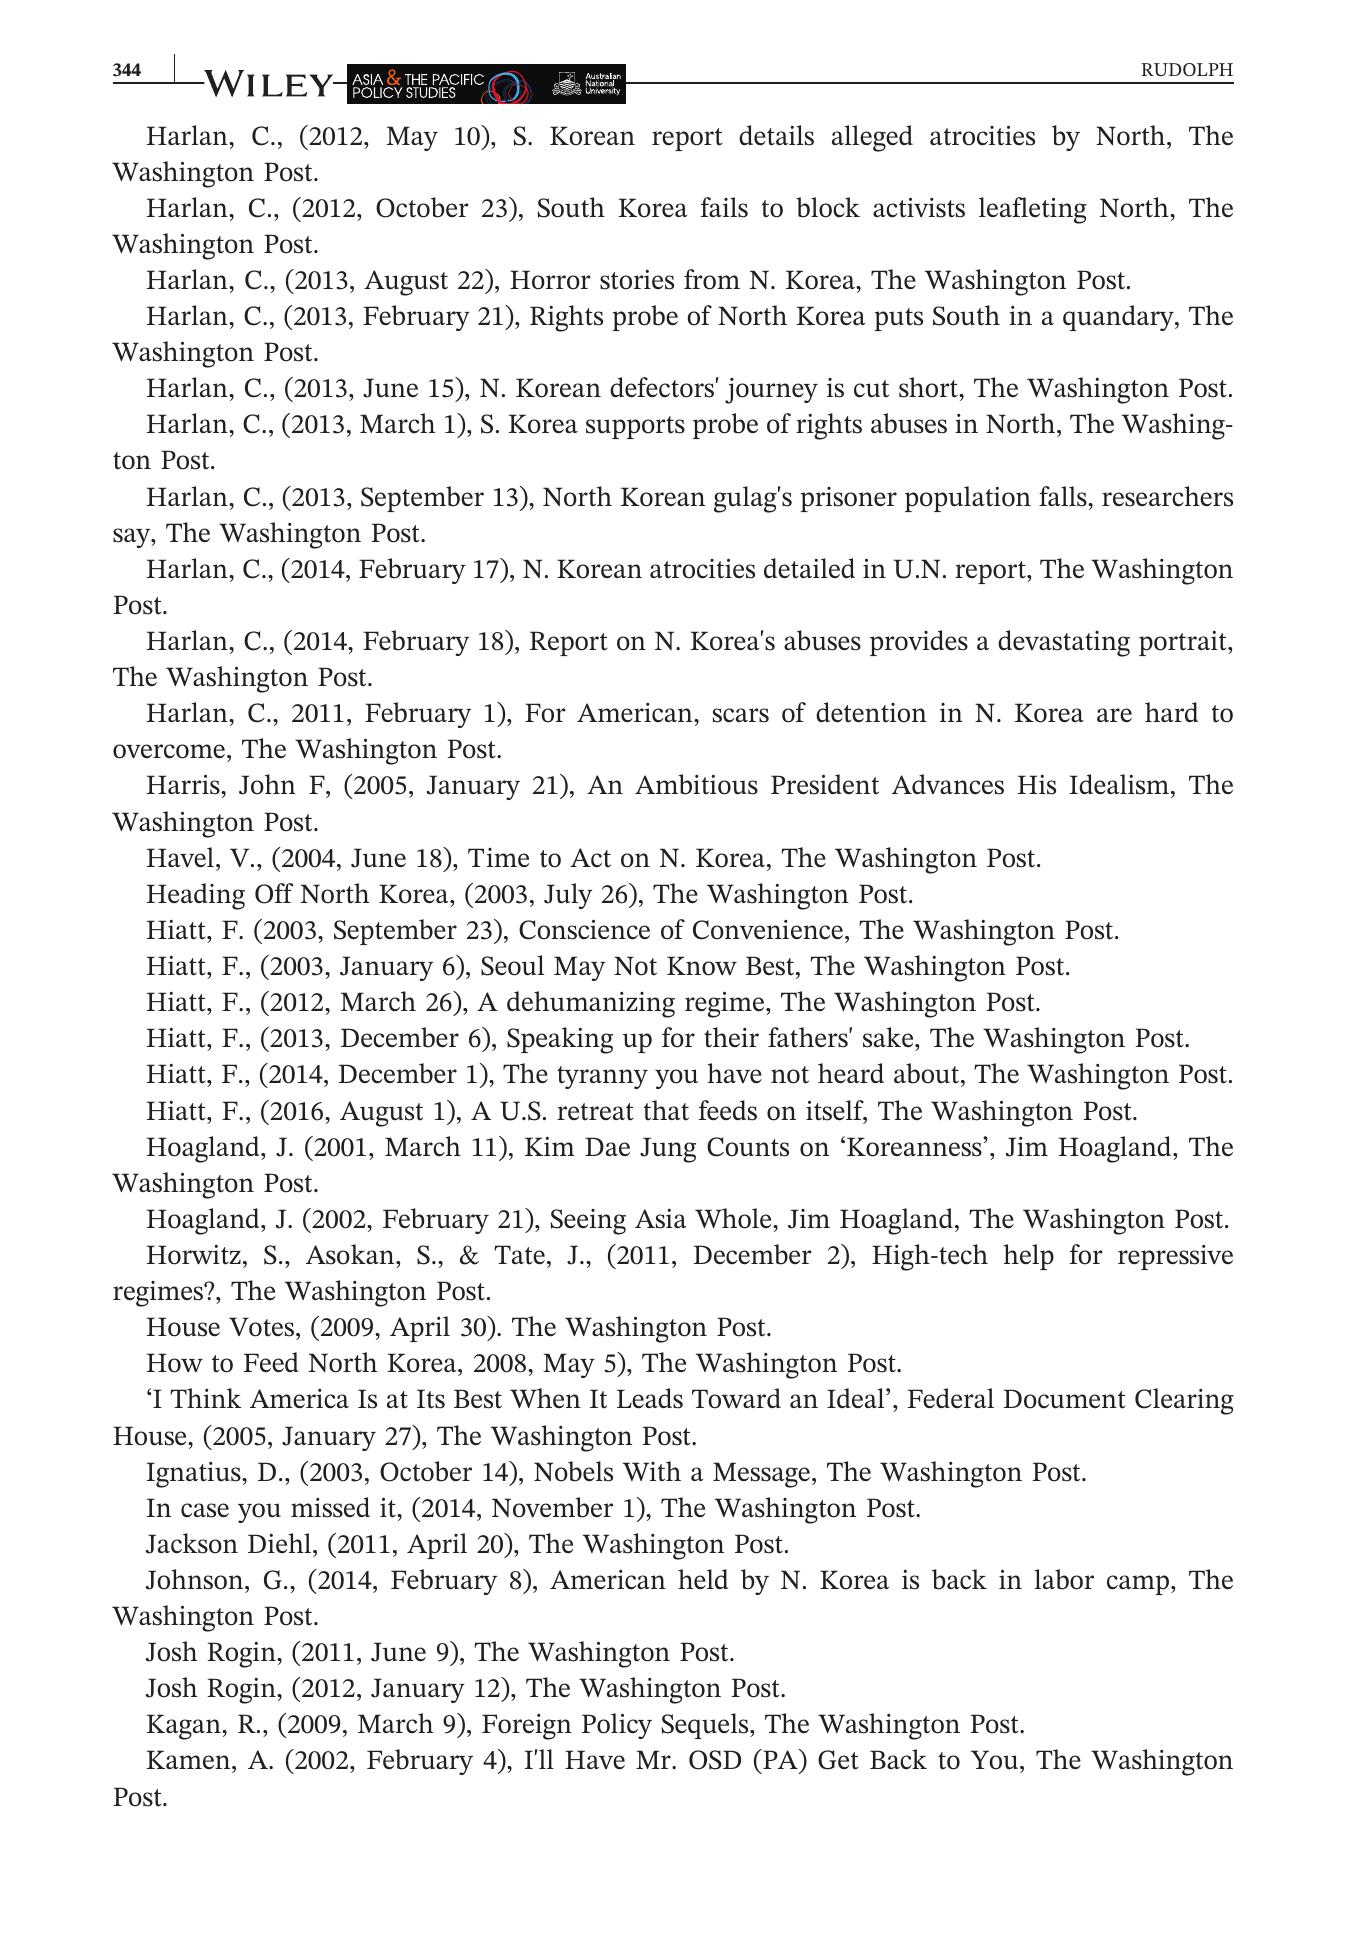 344
WILEY
ASIA & THE PACIFIC
POLICY STUDIES
Australian
National
University
RUDOLPH
Harlan, C., (2012, May 10), S. Korean report details alleged atrocities by North, The
Washington Post.
Harlan, C., (2012, October 23), South Korea fails to block activists leafleting North, The
Washington Post.
Harlan, C., (2013, August 22), Horror stories from N. Korea, The Washington Post.
Harlan, C., (2013, February 21), Rights probe of North Korea puts South in a quandary, The
Washington Post.
Harlan, C., (2013, June 15), N. Korean defectors' journey is cut short, The Washington Post.
Harlan, C., (2013, March 1), S. Korea supports probe of rights abuses in North, The Washing-
ton Post.
Harlan, C., (2013, September 13), North Korean gulag's prisoner population falls, researchers
say, The Washington Post.
Harlan, C., (2014, February 17), N. Korean atrocities detailed in U.N. report, The Washington
Post.
Harlan, C., (2014, February 18), Report on N. Korea's abuses provides a devastating portrait,
The Washington Post.
Harlan, C., 2011, February 1), For American, scars of detention in N. Korea are hard to
overcome, The Washington Post.
Harris, John F, (2005, January 21), An Ambitious President Advances His Idealism, The
Washington Post.
Havel, V., (2004, June 18), Time to Act on N. Korea, The Washington Post.
Heading Off North Korea, (2003, July 26), The Washington Post.
Hiatt, F. (2003, September 23), Conscience of Convenience, The Washington Post.
Hiatt, F., (2003, January 6), Seoul May Not Know Best, The Washington Post.
Hiatt, F., (2012, March 26), A dehumanizing regime, The Washington Post.
Hiatt, F., (2013, December 6), Speaking up for their fathers' sake, The Washington Post.
Hiatt, F., (2014, December 1), The tyranny you have not heard about, The Washington Post.
Hiatt, F., (2016, August 1), A U.S. retreat that feeds on itself, The Washington Post.
Hoagland, J. (2001, March 11), Kim Dae Jung Counts on ‘Koreanness’, Jim Hoagland, The
Washington Post.
Hoagland, J. (2002, February 21), Seeing Asia Whole, Jim Hoagland, The Washington Post.
Horwitz, S., Asokan, S., & Tate, J., (2011, December 2), High-tech help for repressive
regimes?, The Washington Post.
House Votes, (2009, April 30). The Washington Post.
How to Feed North Korea, 2008, May 5), The Washington Post.
‘I Think America Is at Its Best When It Leads Toward an Ideal’, Federal Document Clearing
House, (2005, January 27), The Washington Post.
Ignatius, D., (2003, October 14), Nobels With a Message, The Washington Post.
In case you missed it, (2014, November 1), The Washington Post.
Jackson Diehl, (2011, April 20), The Washington Post.
Johnson, G., (2014, February 8), American held by N. Korea is back in labor camp, The
Washington Post.
Josh Rogin, (2011, June 9), The Washington Post.
Josh Rogin, (2012, January 12), The Washington Post.
Kagan, R., (2009, March 9), Foreign Policy Sequels, The Washington Post.
Kamen, A. (2002, February 4), I'll Have Mr. OSD (PA) Get Back to You, The Washington
Post.